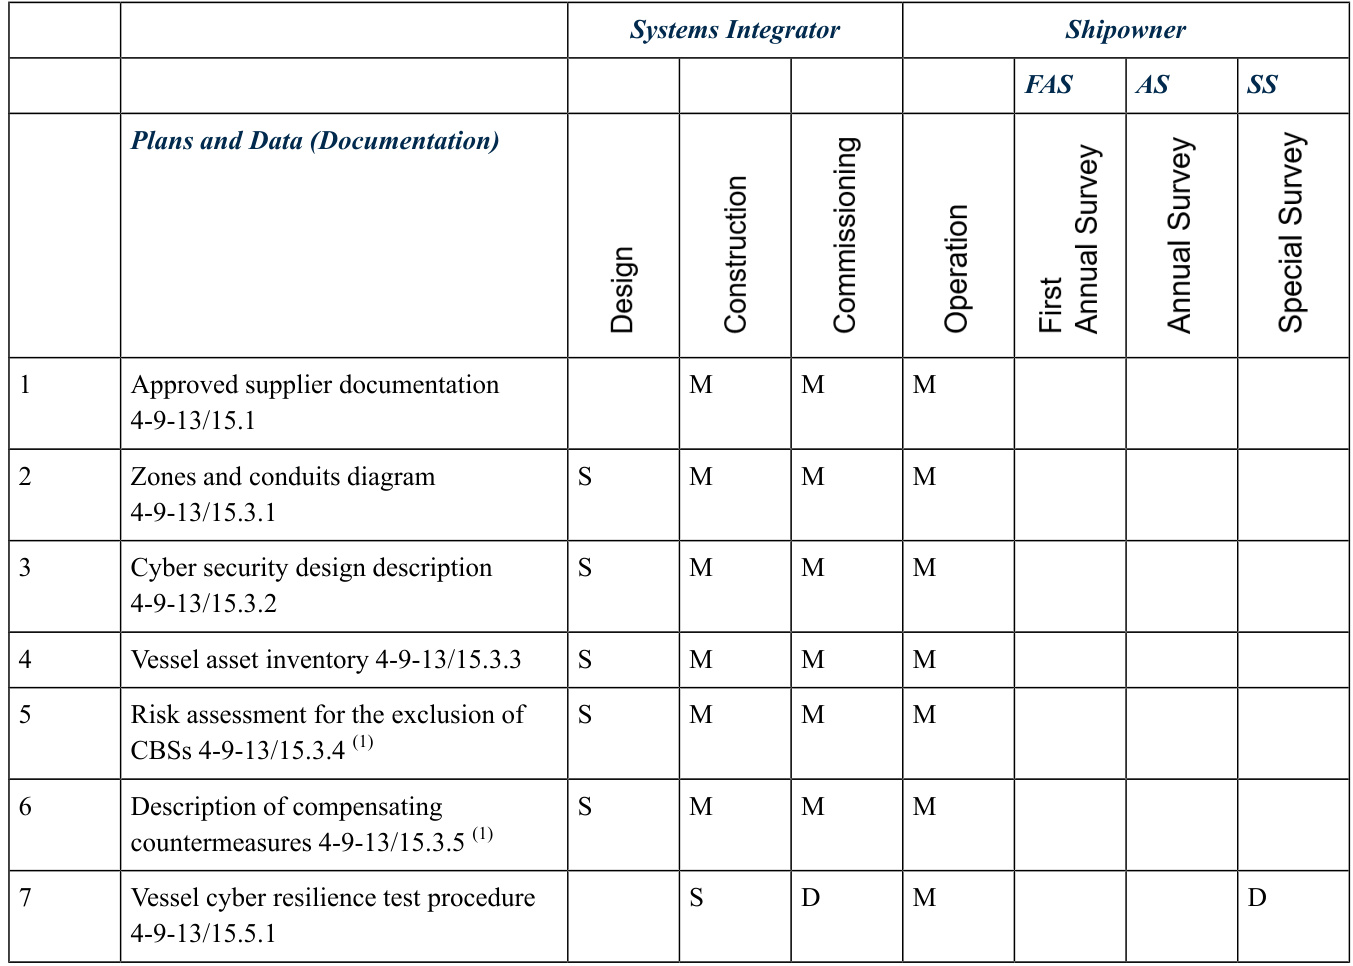 Systems Integrator Shipowner
FAS AS SS
Plans and Data (Documentation) Design Construction Commissioning Operation First Annual Survey Annual Survey Special Survey
1 Approved supplier documentation M M M
4-9-13/15.1
2 Zones and conduits diagram S M M M
4-9-13/15.3.1
3 Cyber security design description S M M M
4-9-13/15.3.2
4 Vessel asset inventory 4-9-13/15.3.3 S M M M
5 Risk assessment for the exclusion of S M M M
CBSs 4-9-13/15.3.4 (1)
6 Description of compensating S M M M
countermeasures 4-9-13/15.3.5 (1)
7 Vessel cyber resilience test procedure S D M D
4-9-13/15.5.1